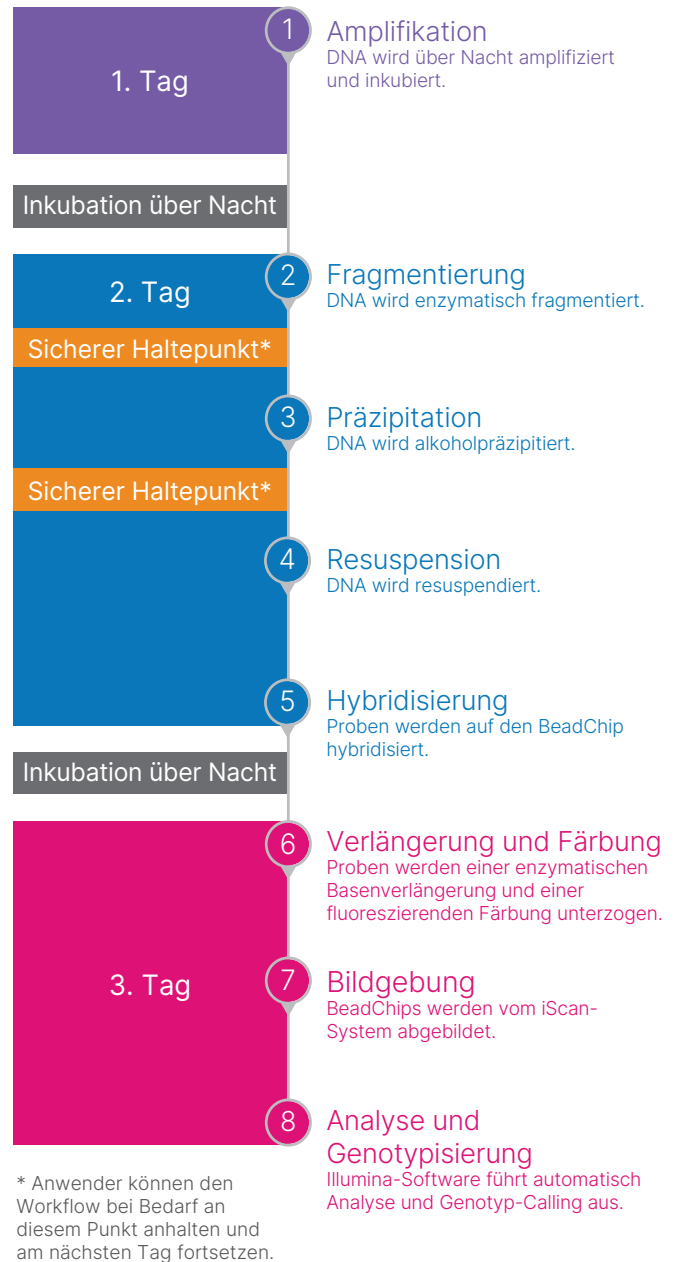 1
Amplifikation
DNA wird über Nacht amplifiziert
und inkubiert.
1. Tag
Inkubation über Nacht
2. Tag
2
Fragmentierung
DNA wird enzymatisch fragmentiert.
Sicherer Haltepunkt*
3
Präzipitation
DNA wird alkoholpräzipitiert.
Sicherer Haltepunkt*
4
Resuspension
DNA wird resuspendiert.
5
Hybridisierung
Proben werden auf den BeadChip
hybridisiert.
Inkubation über Nacht
6
Verlängerung und Färbung
Proben werden einer enzymatischen
Basenverlängerung und einer
fluoreszierenden Färbung unterzogen.
3. Tag
7
Bildgebung
BeadChips werden vom iScan-
System abgebildet.
8
Analyse und
Genotypisierung
Illumina-Software führt automatisch
Analyse und Genotyp-Calling aus.
* Anwender können den
Workflow bei Bedarf an
diesem Punkt anhalten und
am nächsten Tag fortsetzen.